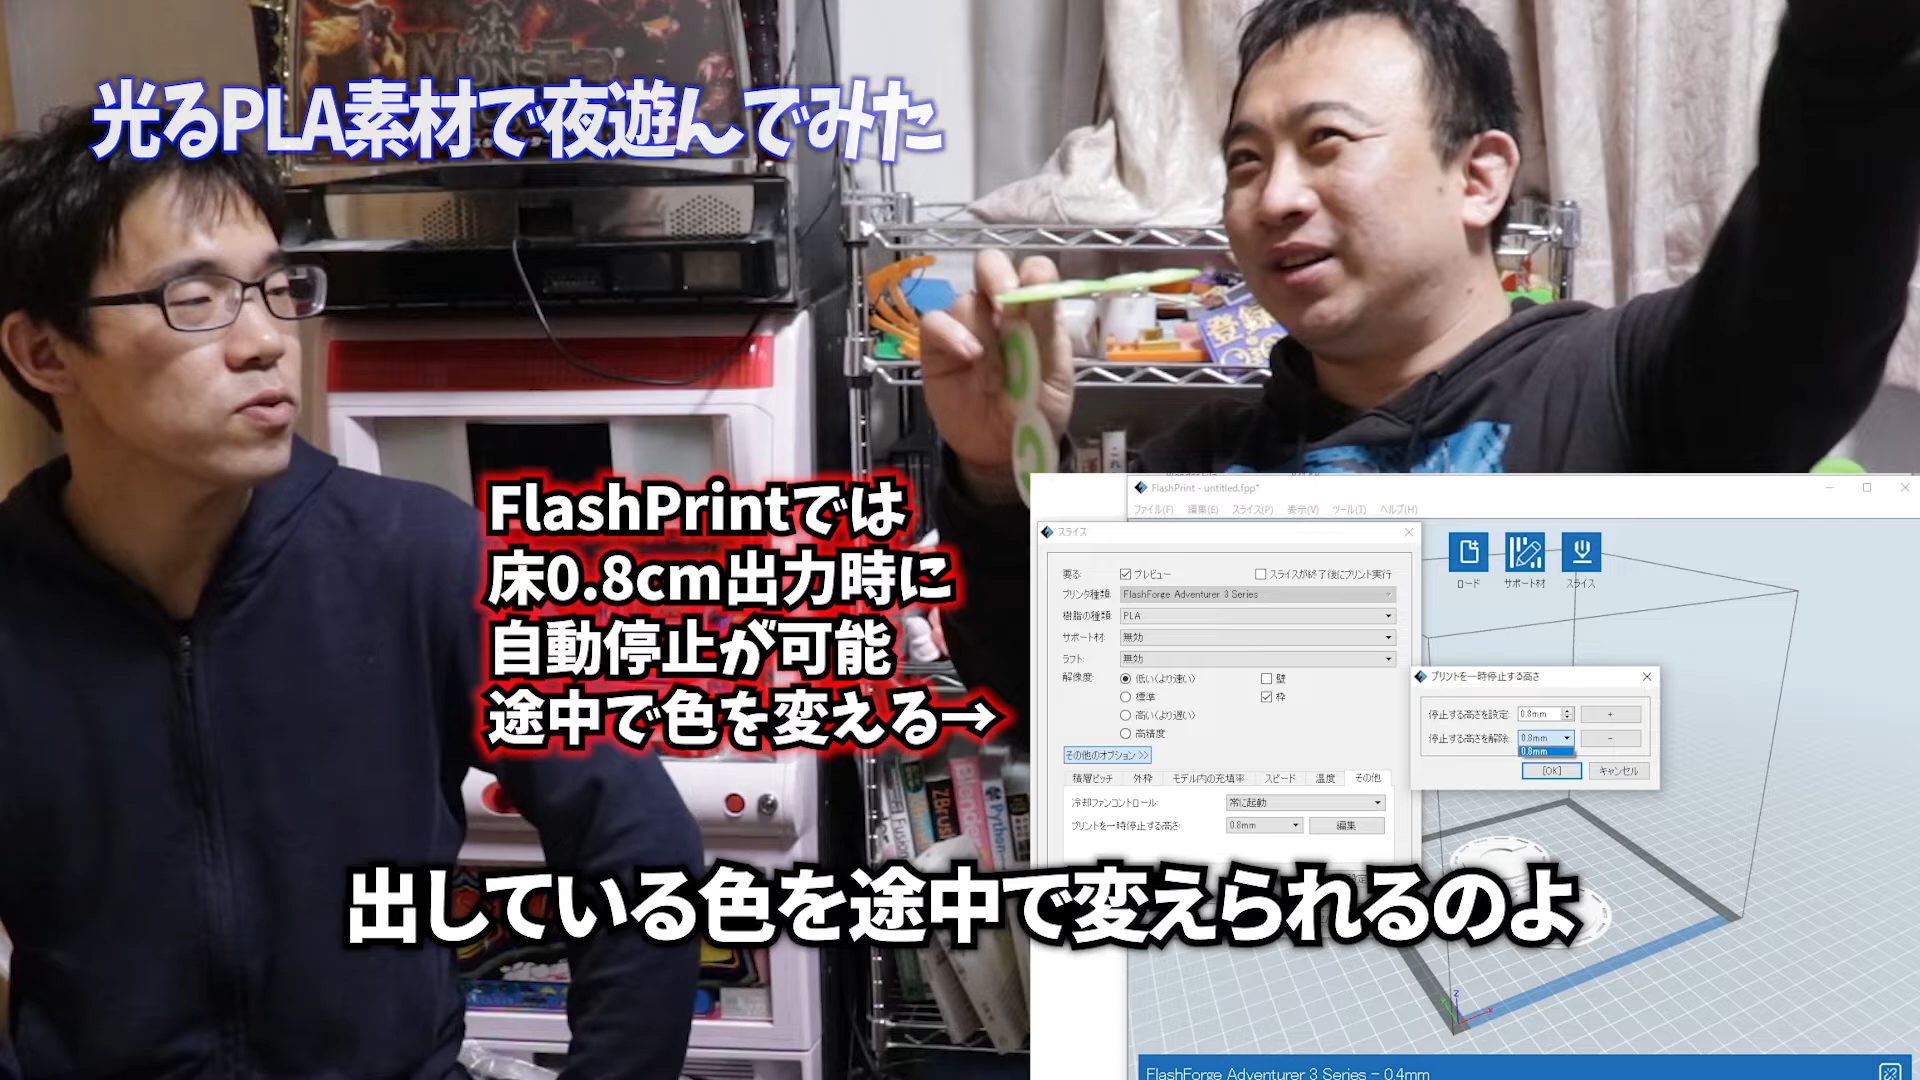 光るPLA素材で夜遊んでみた
MONSTER
登録
FlashPrintでは
床0.8cm出力時に
自動停止が可能
途中で色を変える→
FlashPrint - untitled.fpp*
ファイル(F) 編集(E) スライス(P) 表示(V) ツール(T) ヘルプ(H)
スライス
要る: プレビュー スライスが終了後にプリント実行
プリンタ種類: FlashForge Adventurer 3 Series
樹脂の種類: PLA
サポート材: 無効
ラフト: 無効
解像度: 低い(より速い) 壁
標準 枠
高い(より遅い)
高精度
その他のオプション >>
積層ピッチ 外枠 モデル内の充填率 スピード 温度 その他
冷却ファンコントロール: 常に起動
プリントを一時停止する高さ: 0.8mm 編集
ロード サポート材 スライス
プリントを一時停止する高さ
停止する高さを設定: 0.8mm +
停止する高さを解除: 0.8mm -
0.8mm
[OK] キャンセル
Fusion
ZBrush
Blender
Python
出している色を途中で変えられるのよ
FlashForge Adventurer 3 Series - 0.4mm